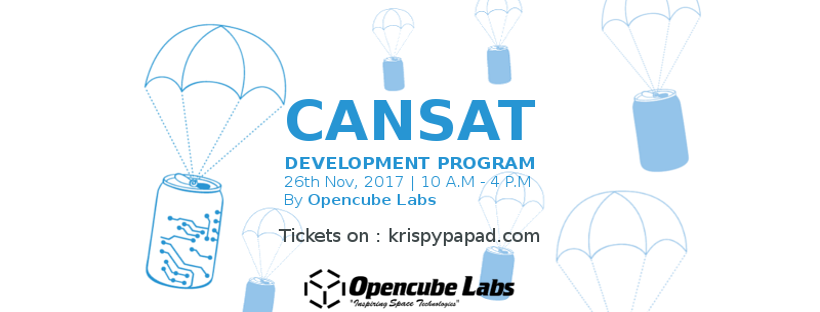 CANSAT
DEVELOPMENT PROGRAM
26th Nov, 2017 | 10 A.M - 4 P.M
By Opencube Labs
Tickets on : krispypapad.com
Opencube Labs
"Inspiring Space Technologies"